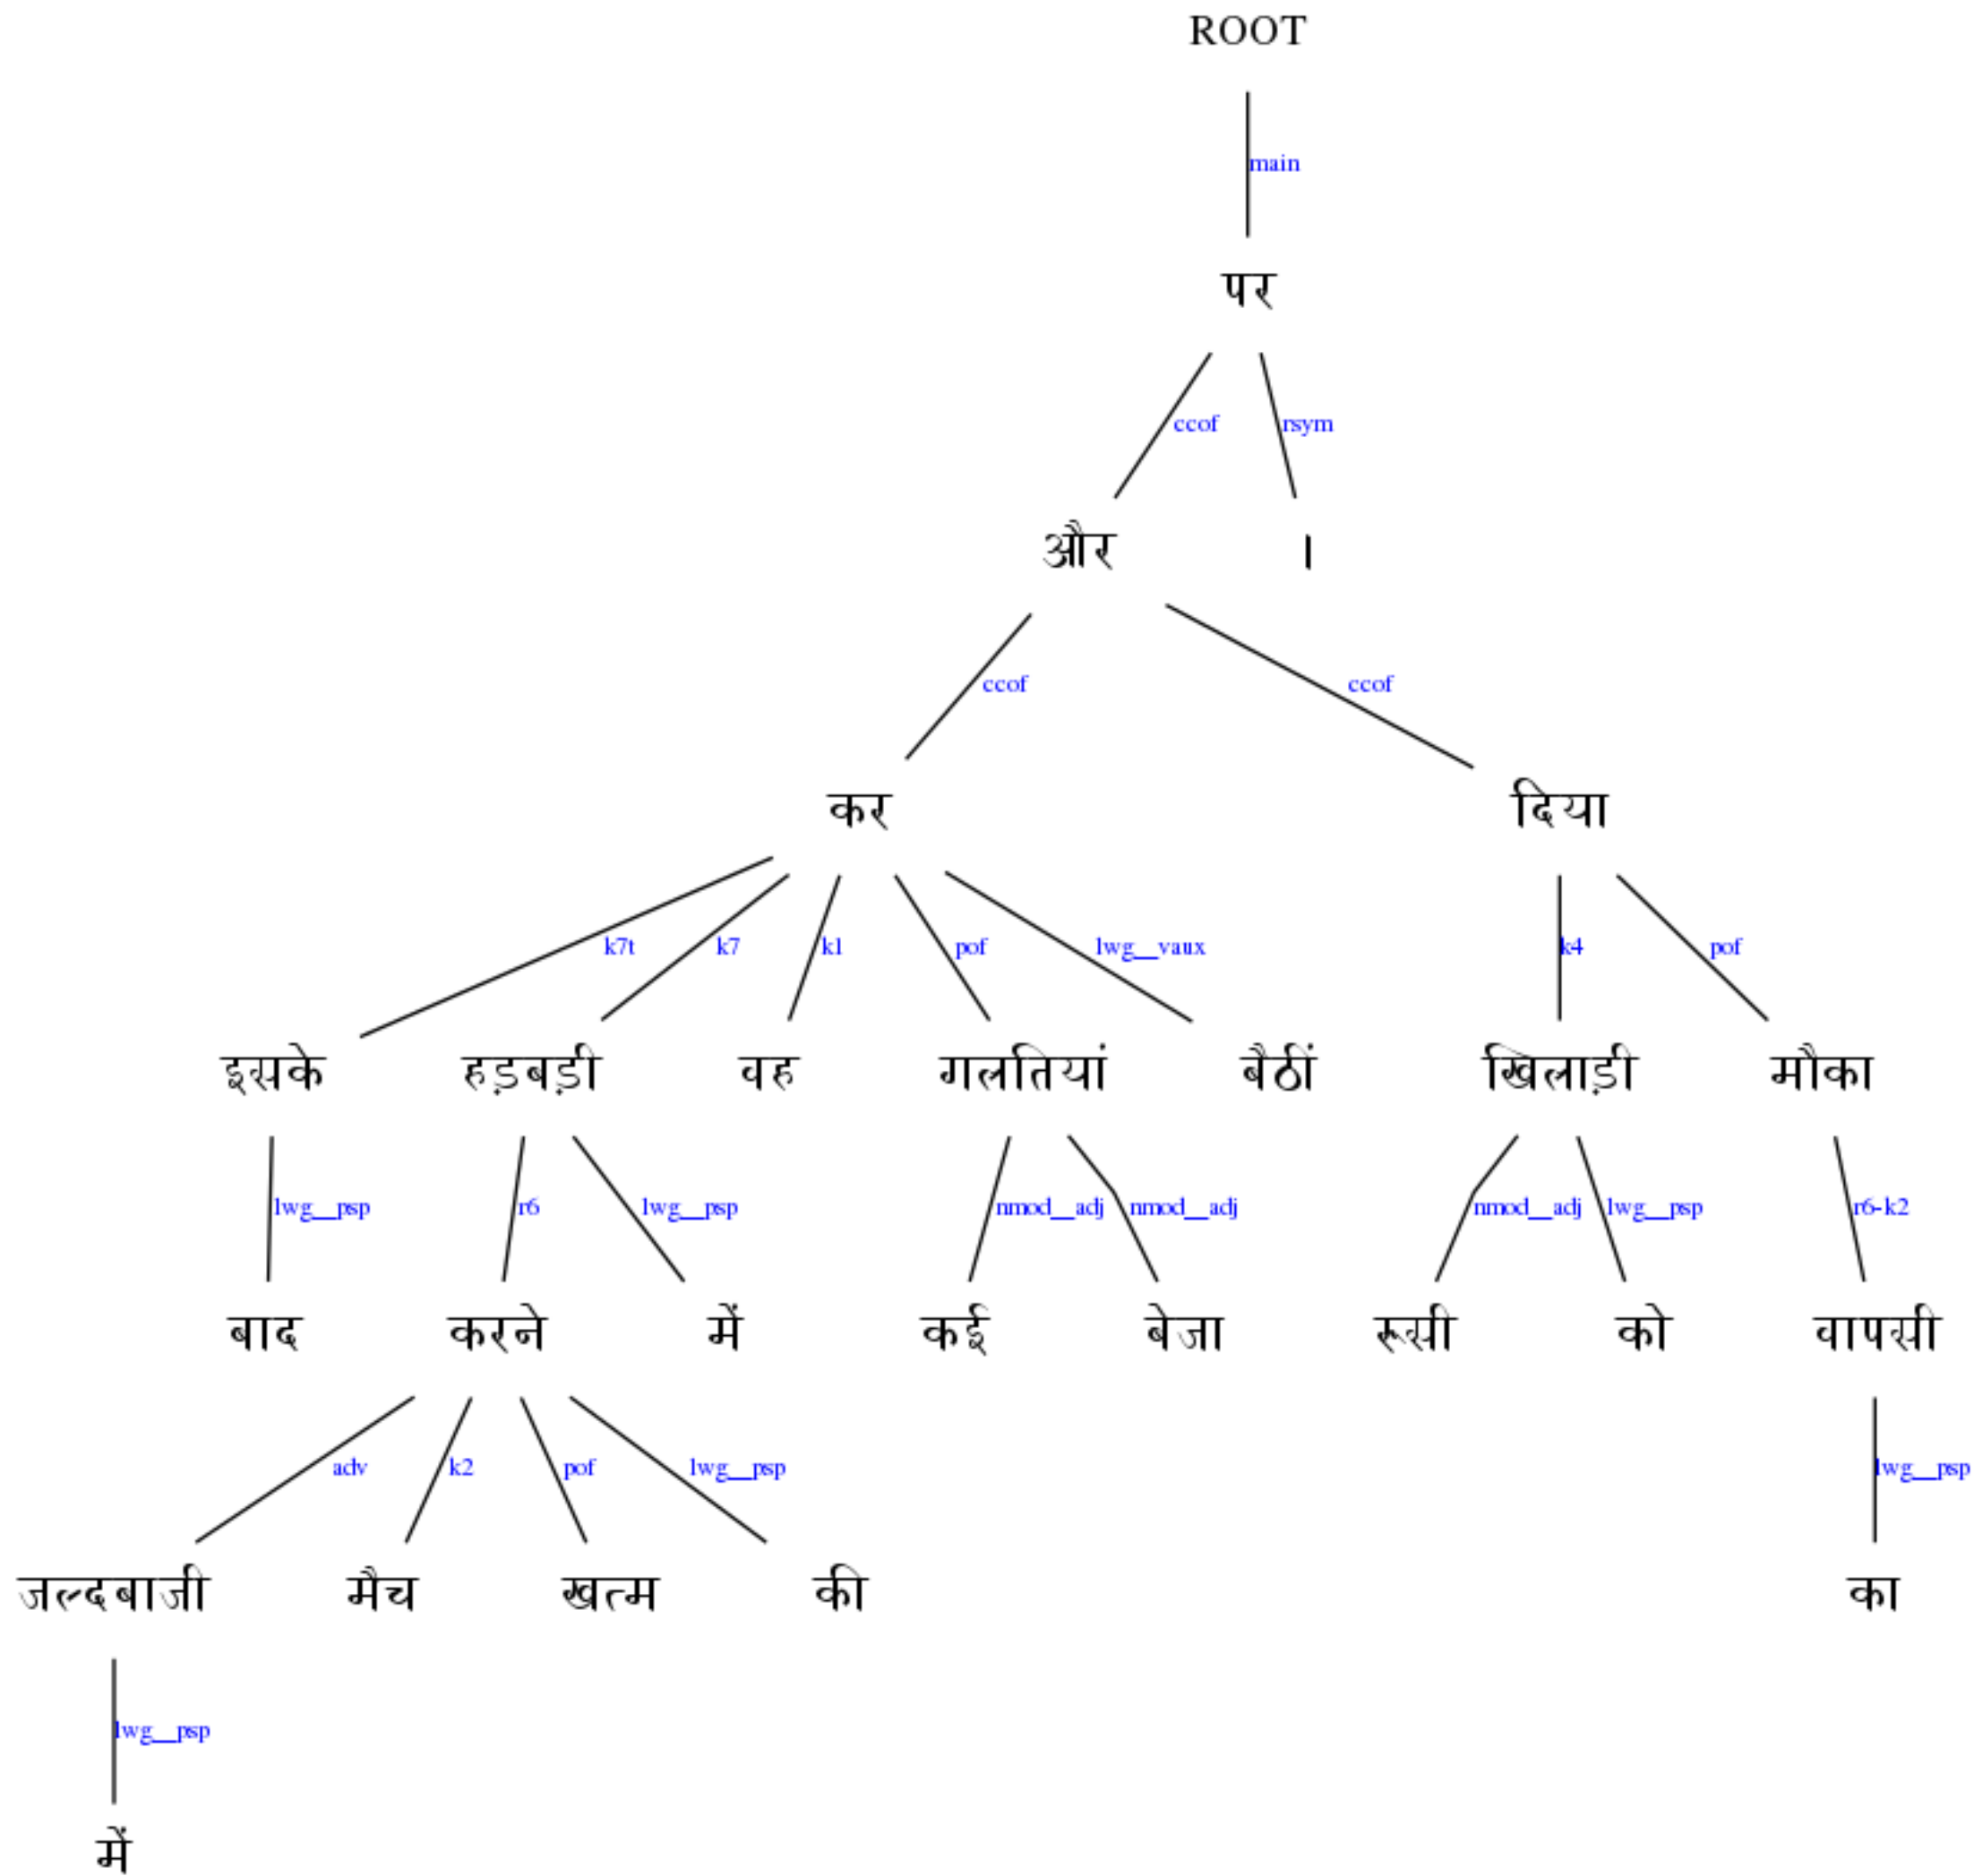 ROOT
main
पर
ccof rsym
और ।
ccof ccof
कर दिया
k7t k7 k1 pof lwg__vaux k4 pof
इसके हड़बड़ी वह गलतियां बैठीं खिलाड़ी मौका
lwg__psp r6 lwg__psp nmod__adj nmod__adj nmod__adj lwg__psp r6-k2
बाद करने में कई बेजा रूसी को वापसी
adv k2 pof lwg__psp lwg__psp
जल्दबाजी मैच खत्म की का
lwg__psp
में